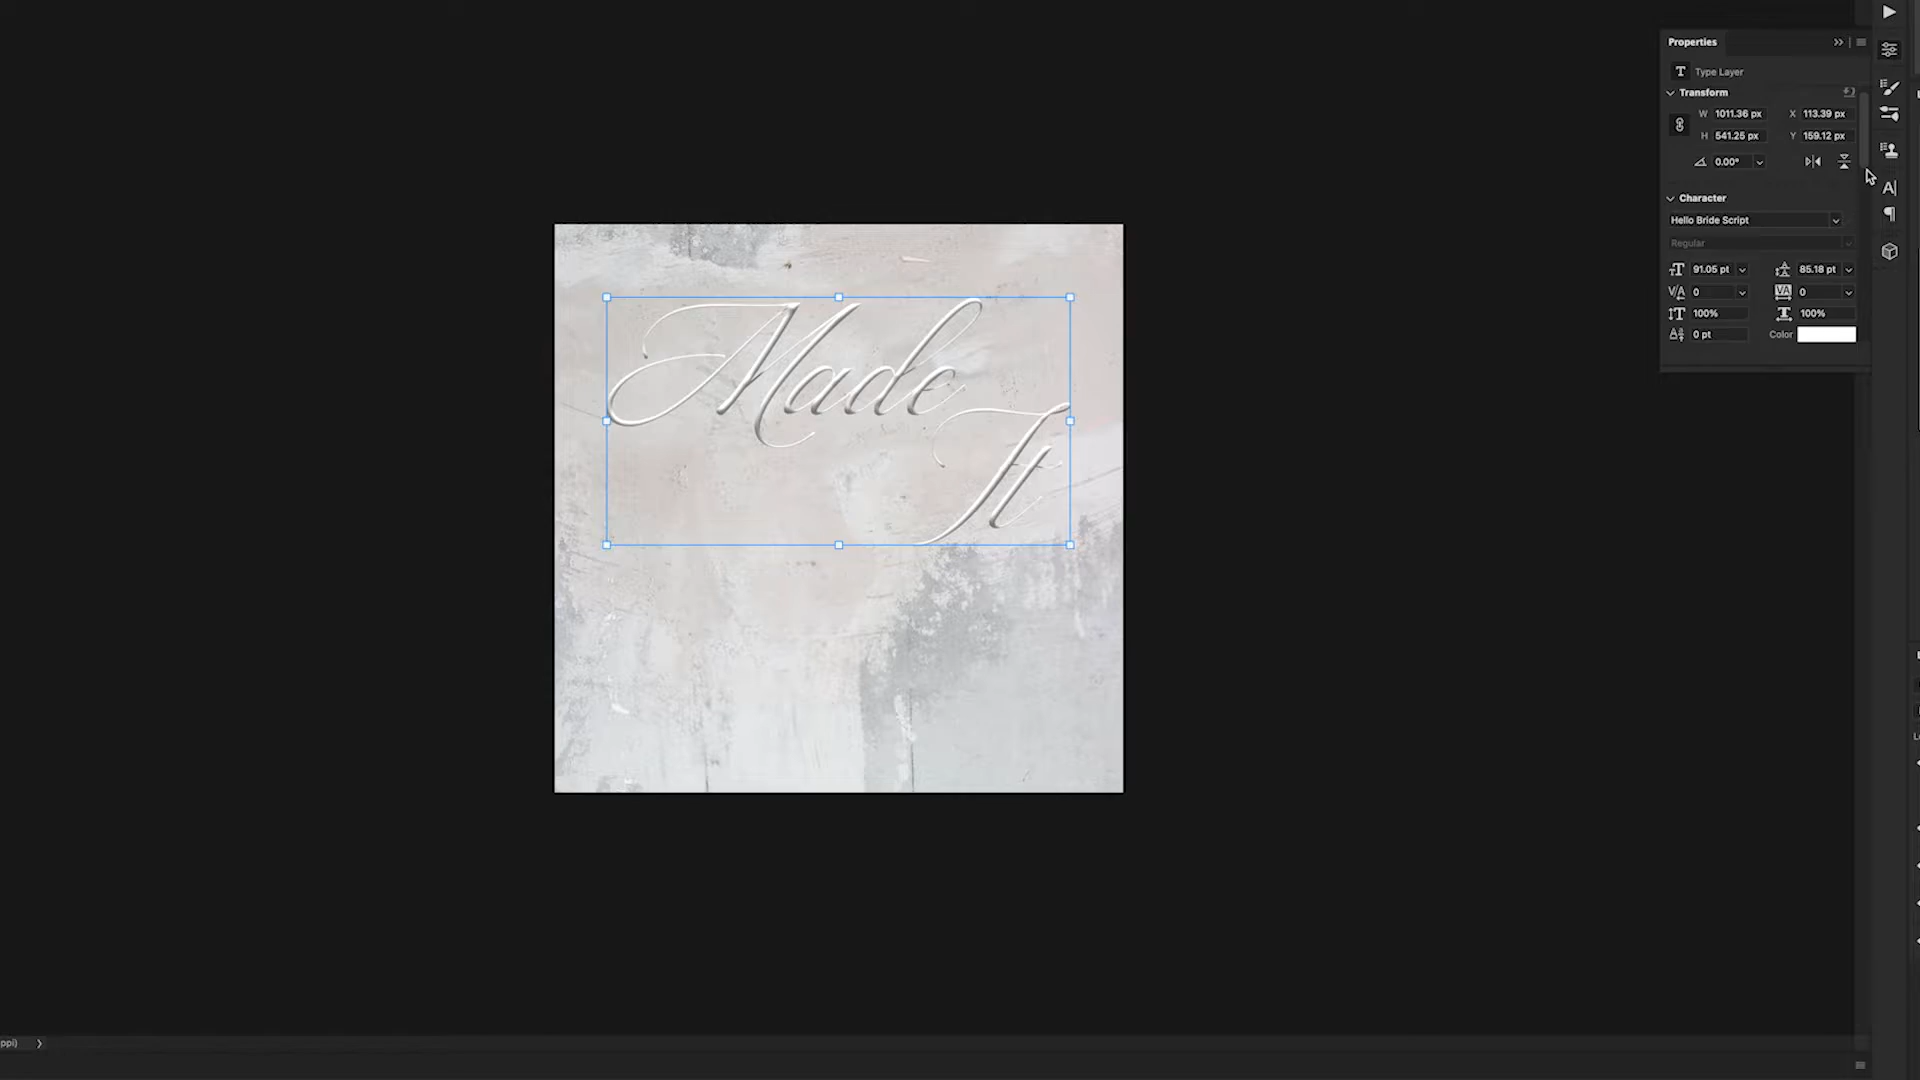 Properties
T Type Layer
Transform
W 1011.36 px X 113.39 px
H 541.25 px Y 159.12 px
0.00°
Character
Hello Bride Script
Regular
91.05 pt 85.18 pt
0 0
100% 100%
0 pt Color
Made
It
ppi)